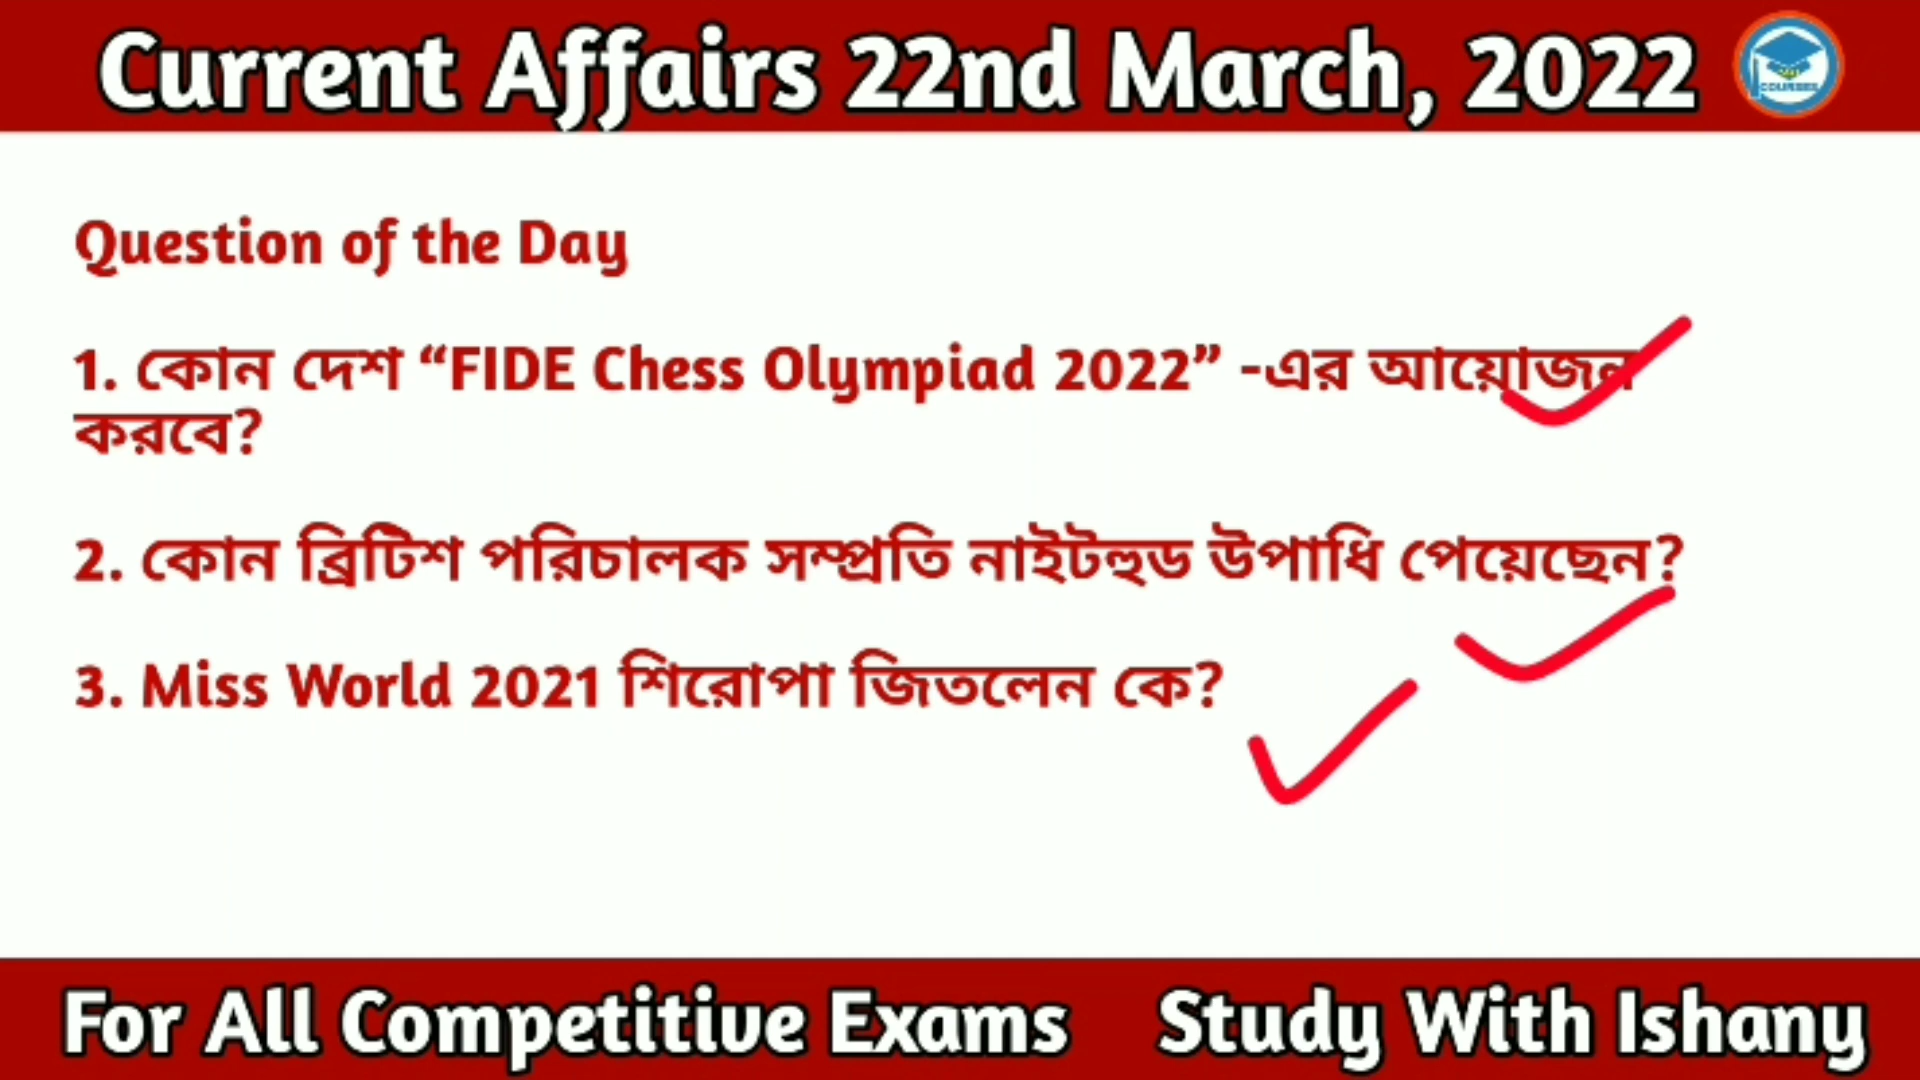 Current Affairs 22nd March, 2022
COURSES
Question of the Day
1. কোন দেশ “FIDE Chess Olympiad 2022” -এর আয়োজন
করবে?
2. কোন ব্রিটিশ পরিচালক সম্প্রতি নাইটহুড উপাধি পেয়েছেন?
3. Miss World 2021 শিরোপা জিতলেন কে?
For All Competitive Exams Study With Ishany